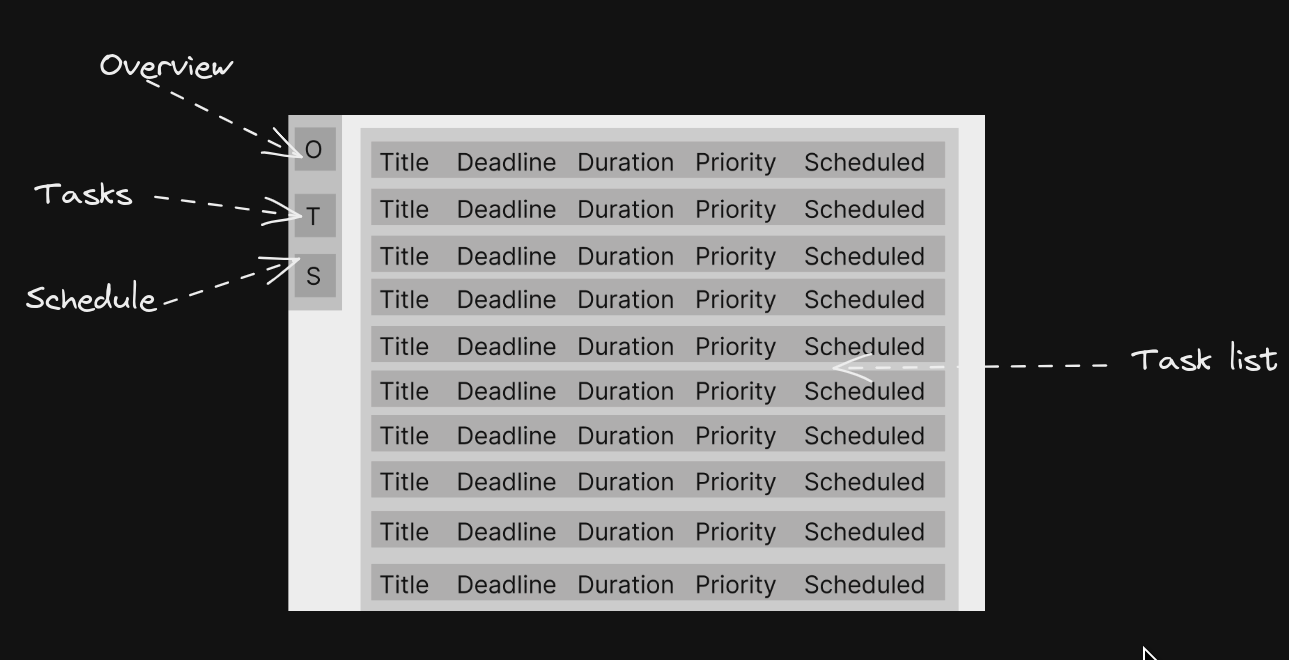 Overview
O
Tasks
T
Schedule
S
Title Deadline Duration Priority Scheduled
Title Deadline Duration Priority Scheduled
Title Deadline Duration Priority Scheduled
Title Deadline Duration Priority Scheduled
Title Deadline Duration Priority Scheduled
Title Deadline Duration Priority Scheduled
Title Deadline Duration Priority Scheduled
Title Deadline Duration Priority Scheduled
Title Deadline Duration Priority Scheduled
Title Deadline Duration Priority Scheduled
Task list